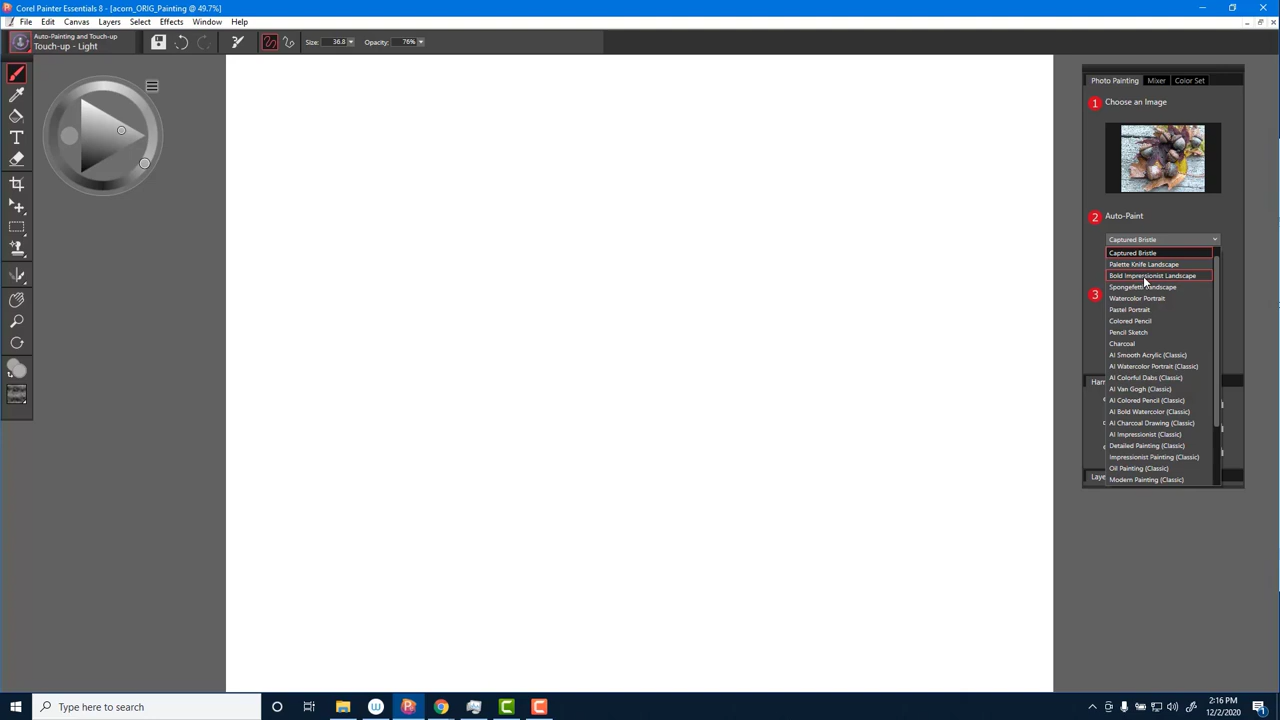 Corel Painter Essentials 8 - [acorn_ORIG_Painting @ 49.7%]
File Edit Canvas Layers Select Effects Window Help
Auto-Painting and Touch-up
Touch-up - Light
Size: 36.8 Opacity: 76%
Photo Painting Mixer Color Set
1 Choose an Image
2 Auto-Paint
Captured Bristle
Captured Bristle
Palette Knife Landscape
Bold Impressionist Landscape
Spongefetti Landscape
3
Watercolor Portrait
Pastel Portrait
Colored Pencil
Pencil Sketch
Charcoal
AI Smooth Acrylic (Classic)
AI Watercolor Portrait (Classic)
AI Colorful Dabs (Classic)
Har
AI Van Gogh (Classic)
AI Colored Pencil (Classic)
AI Bold Watercolor (Classic)
AI Charcoal Drawing (Classic)
AI Impressionist (Classic)
Detailed Painting (Classic)
Impressionist Painting (Classic)
Oil Painting (Classic)
Laye
Modern Painting (Classic)
Type here to search
2:16 PM
12/2/2020
1